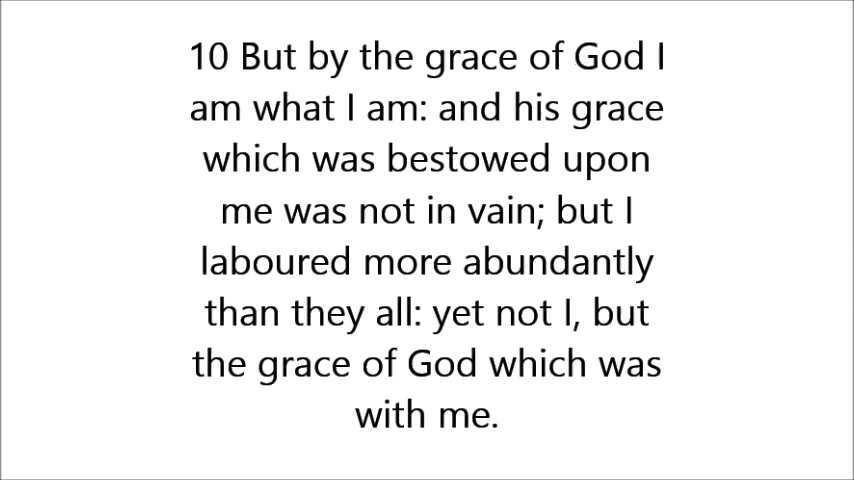 10 But by the grace of God I
am what I am: and his grace
which was bestowed upon
me was not in vain; but I
laboured more abundantly
than they all: yet not I, but
the grace of God which was
with me.